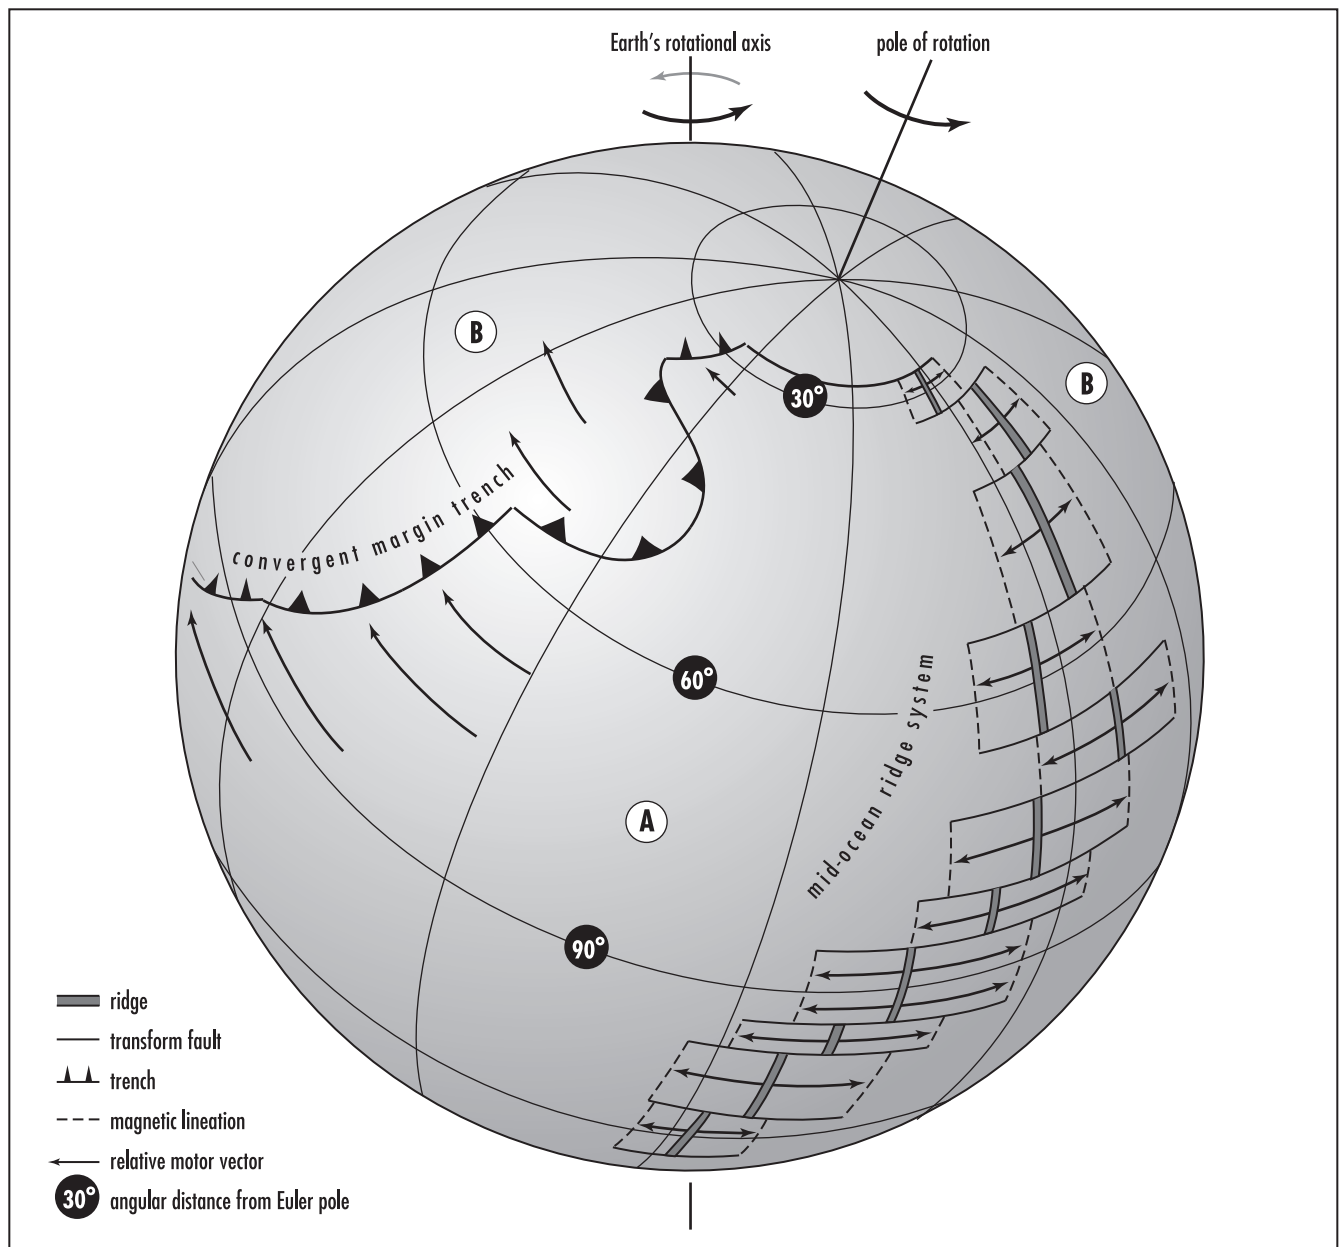 Earth's rotational axis
pole of rotation
B
B
30°
convergent margin trench
60°
mid-ocean ridge system
A
90°
ridge
transform fault
trench
magnetic lineation
relative motor vector
30° angular distance from Euler pole